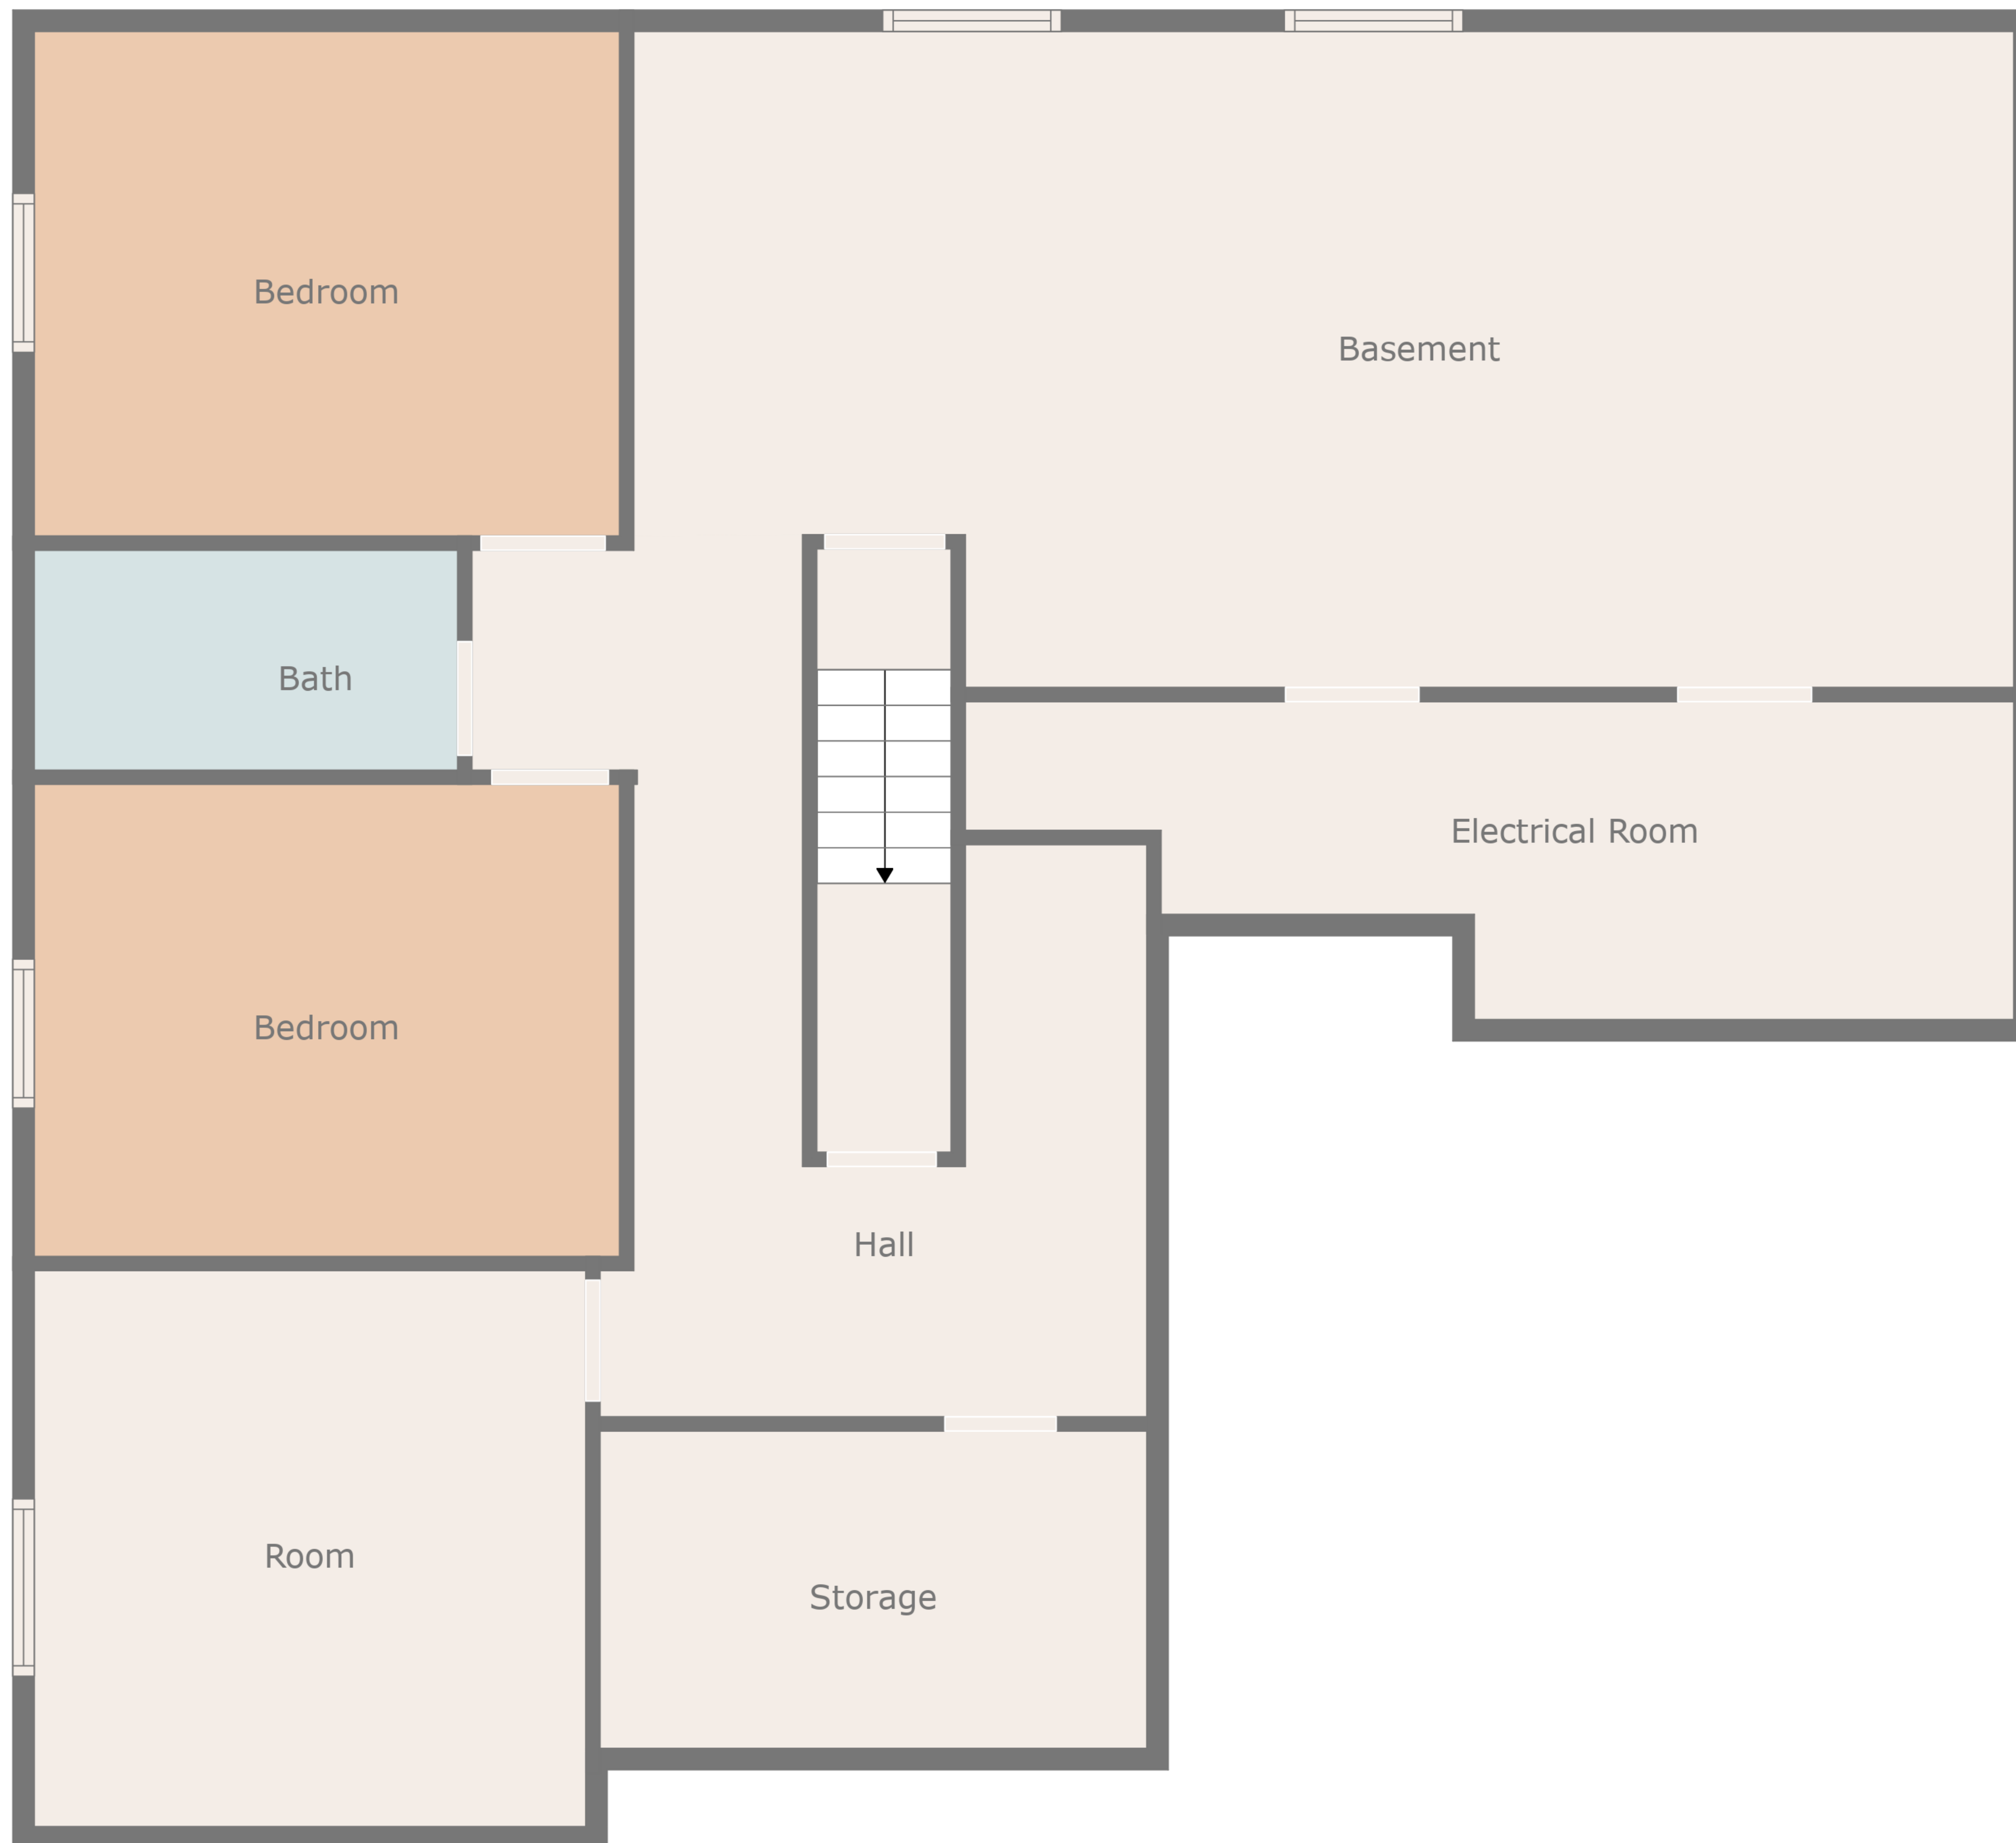 Bedroom
Basement
Bath
Electrical Room
Bedroom
Hall
Room
Storage